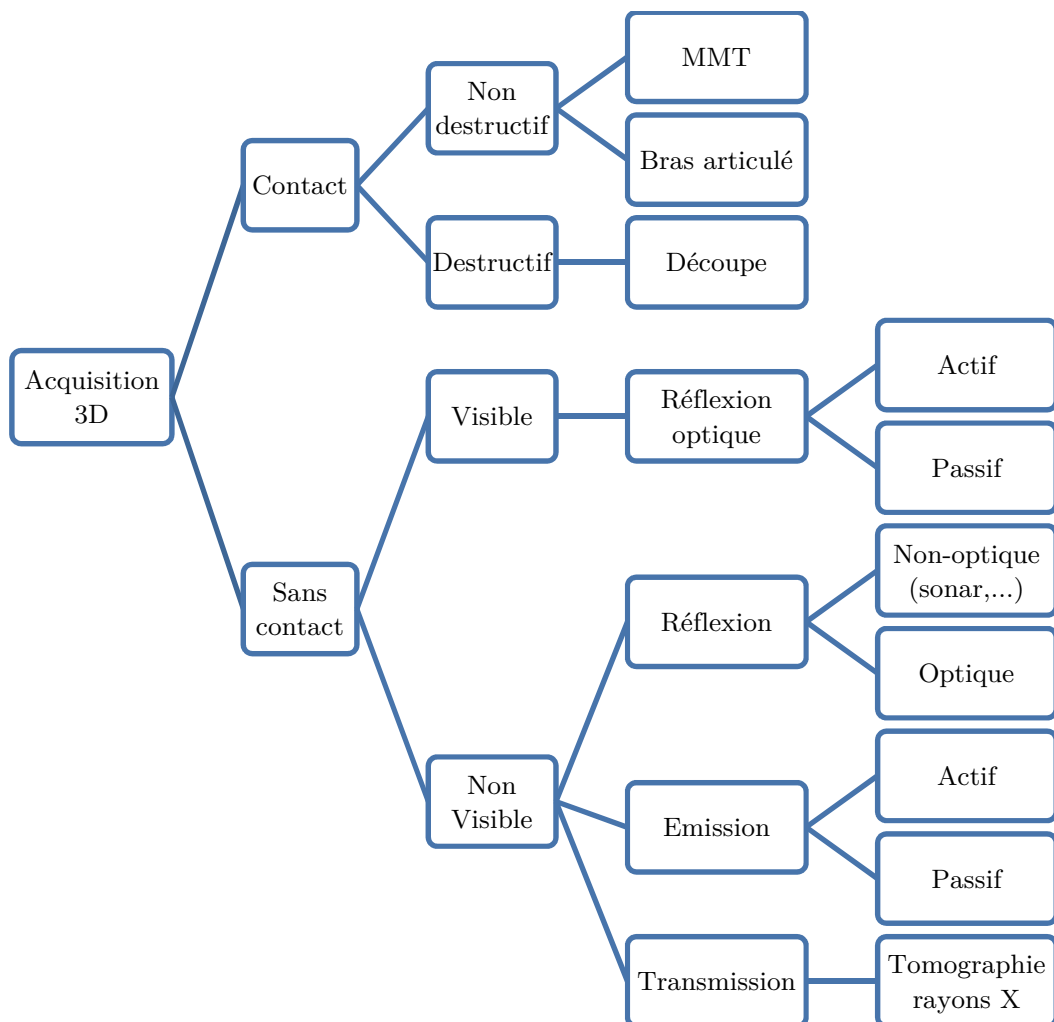 Acquisition
3D
Contact
Non
destructif
MMT
Bras articulé
Destructif
Découpe
Sans
contact
Visible
Réflexion
optique
Actif
Passif
Non
Visible
Réflexion
Non-optique
(sonar,...)
Optique
Emission
Actif
Passif
Transmission
Tomographie
rayons X